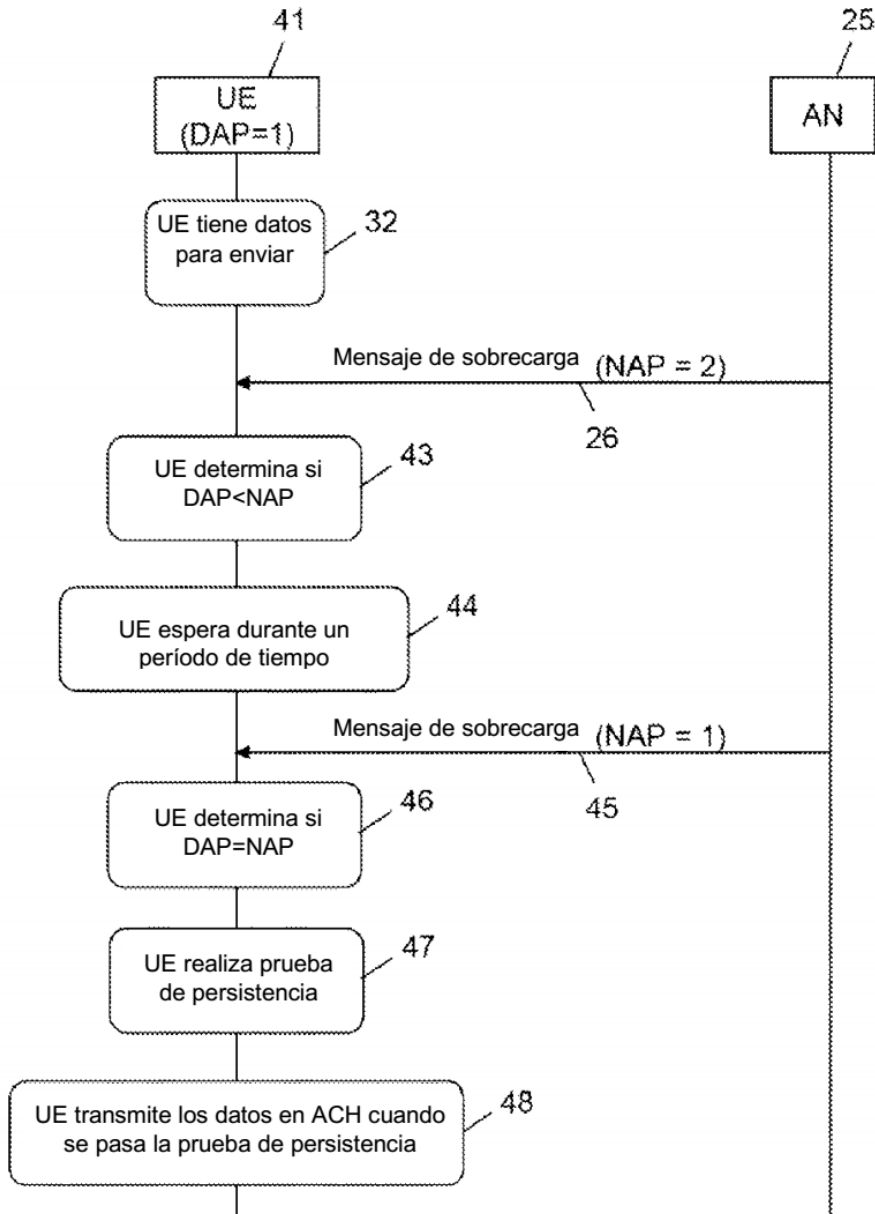 41
25
UE
(DAP=1)
AN
UE tiene datos
para enviar
32
Mensaje de sobrecarga (NAP = 2)
26
UE determina si
DAP<NAP
43
UE espera durante un
período de tiempo
44
Mensaje de sobrecarga (NAP = 1)
45
UE determina si
DAP=NAP
46
UE realiza prueba
de persistencia
47
UE transmite los datos en ACH cuando
se pasa la prueba de persistencia
48